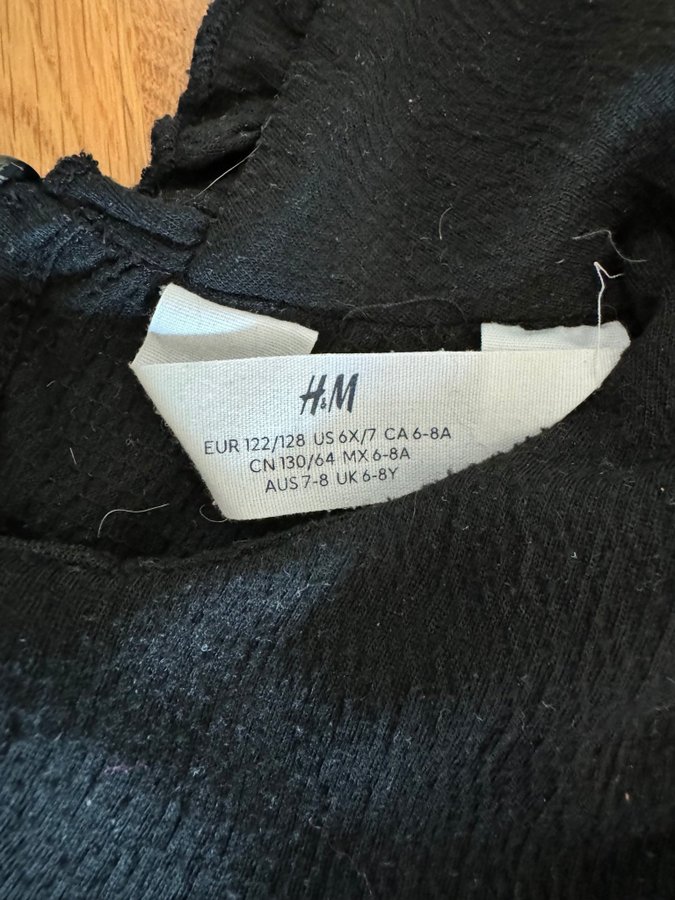 H&M
EUR 122/128 US 6X/7 CA 6-8A
CN 130/64 MX 6-8A
AUS 7-8 UK 6-8Y